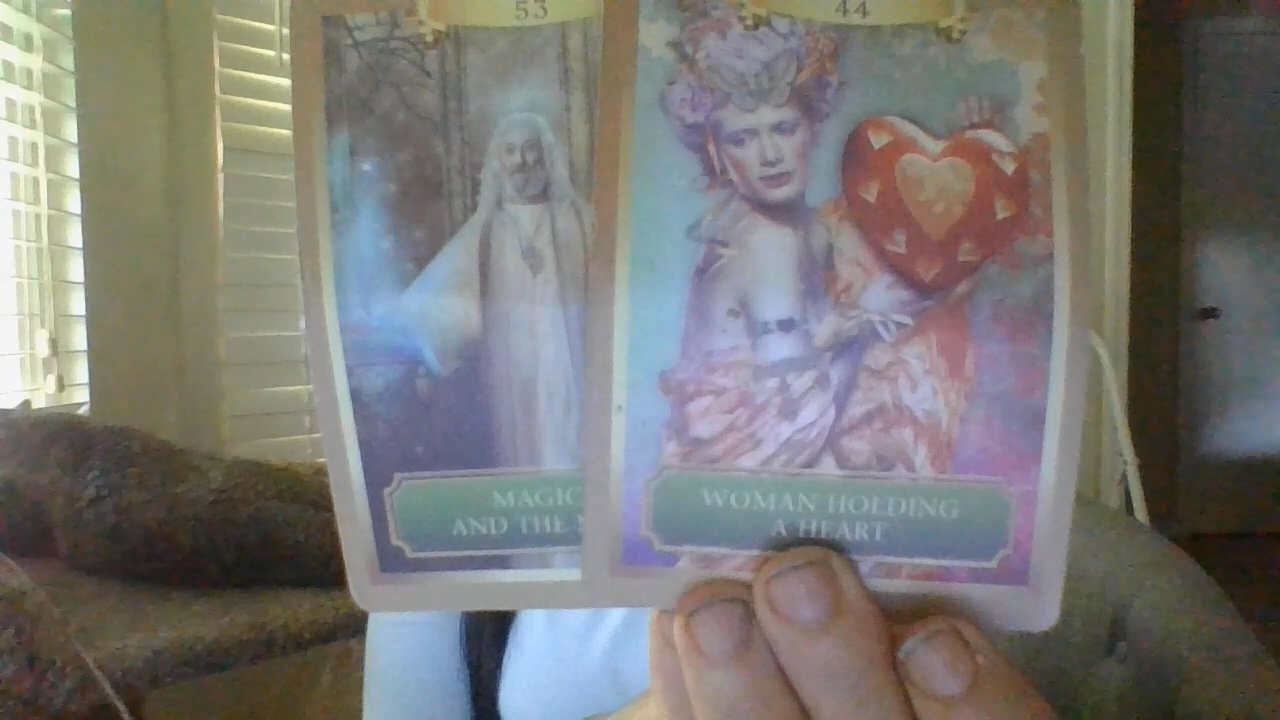 53
MAGIC
AND THE
44
WOMAN HOLDING
A HEART